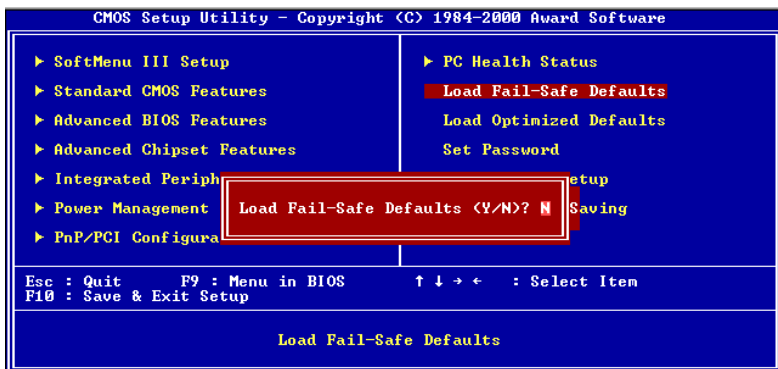 CMOS Setup Utility - Copyright (C) 1984-2000 Award Software
► SoftMenu III Setup
► Standard CMOS Features
► Advanced BIOS Features
► Advanced Chipset Features
► Integrated Periph
► Power Management
► PnP/PCI Configura
► PC Health Status
Load Fail-Safe Defaults
Load Optimized Defaults
Set Password
etup
Saving
Load Fail-Safe Defaults (Y/N)? N
Esc : Quit F9 : Menu in BIOS ↑ ↓ → ← : Select Item
F10 : Save & Exit Setup
Load Fail-Safe Defaults